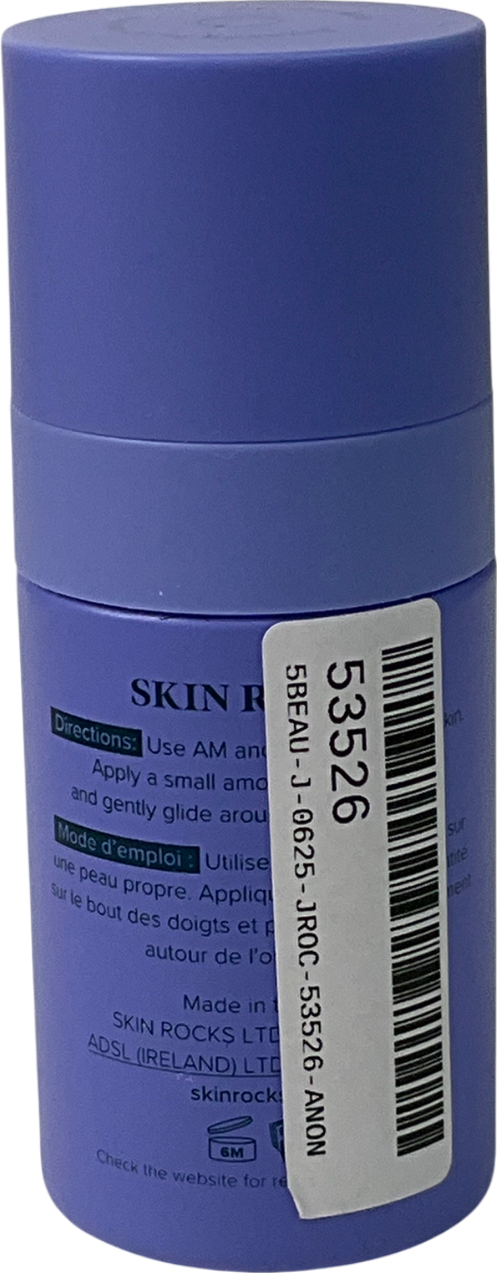 SKIN R
Directions: Use AM and
kin.
Apply a small amo
and gently glide arou
Mode d'emploi : Utilise
sur
une peau propre. Appliqu
tité
sur le bout des doigts et p
ment
autour de l'o
Made in t
SKIN ROCKS LTD
ADSL (IRELAND) LTD
skinrocks
6M
Check the website for re
53526
5BEAU-J-0625-JROC-53526-ANON